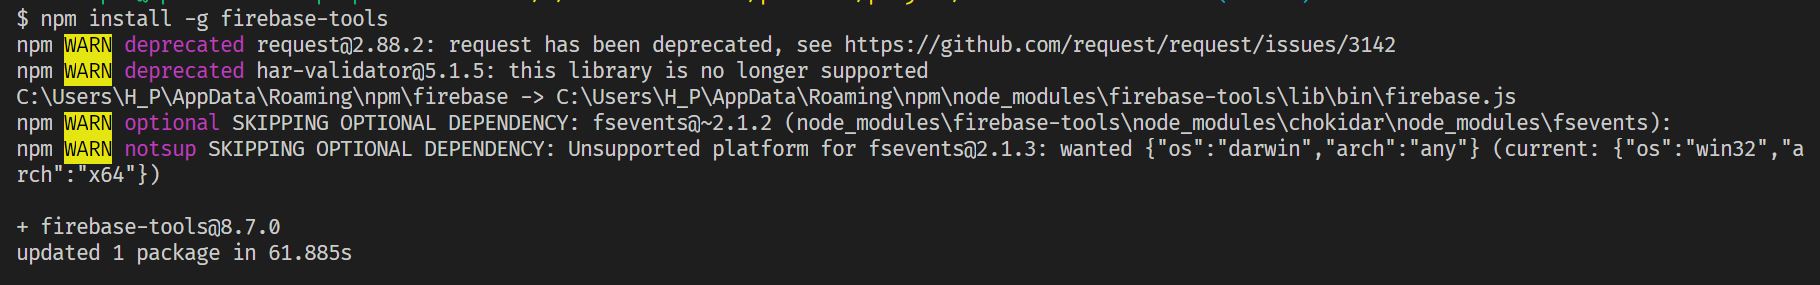 $ npm install -g firebase-tools
npm WARN deprecated request@2.88.2: request has been deprecated, see https://github.com/request/request/issues/3142
npm WARN deprecated har-validator@5.1.5: this library is no longer supported
C:\Users\H_P\AppData\Roaming\npm\firebase -> C:\Users\H_P\AppData\Roaming\npm\node_modules\firebase-tools\lib\bin\firebase.js
npm WARN optional SKIPPING OPTIONAL DEPENDENCY: fsevents@~2.1.2 (node_modules\firebase-tools\node_modules\chokidar\node_modules\fsevents):
npm WARN notsup SKIPPING OPTIONAL DEPENDENCY: Unsupported platform for fsevents@2.1.3: wanted {"os":"darwin","arch":"any"} (current: {"os":"win32","a
rch":"x64"})
+ firebase-tools@8.7.0
updated 1 package in 61.885s